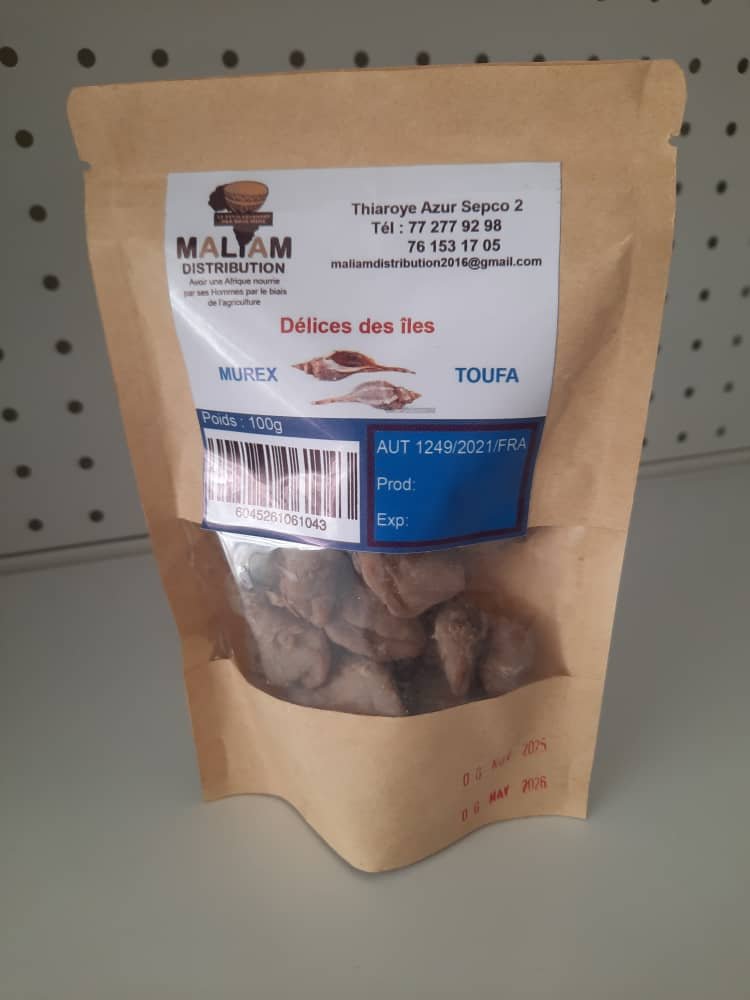 MALIAM
DISTRIBUTION
Avoir une Afrique nourrie
par ses Hommes par le biais
de l'agriculture
Thiaroye Azur Sepco 2
Tél : 77 277 92 98
76 153 17 05
maliamdistribution2016@gmail.com
Délices des îles
MUREX
TOUFA
Poids : 100g
6045261061043
AUT 1249/2021/FRA
Prod:
Exp:
06 2025
06 MAY 2026